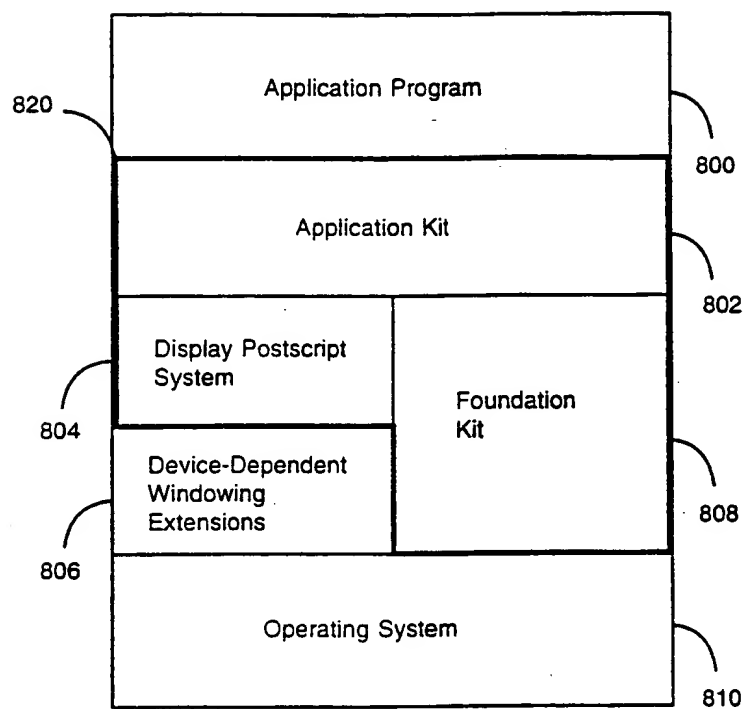 Application Program
820
800
Application Kit
802
Display Postscript
System
Foundation
Kit
804
Device-Dependent
Windowing
Extensions
808
806
Operating System
810